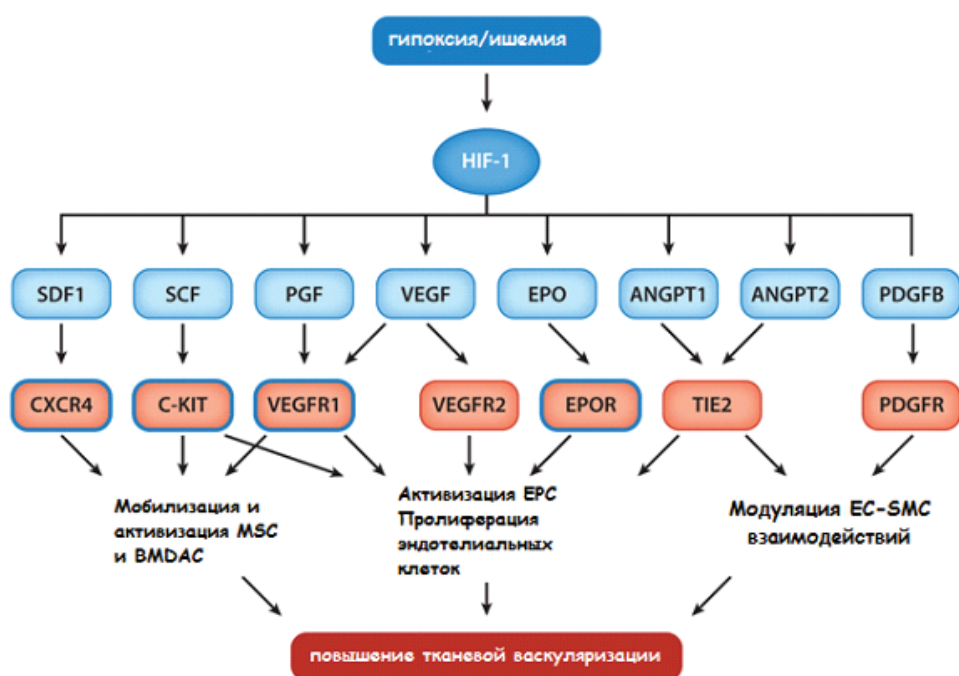 гипоксия/ишемия
HIF-1
SDF1 SCF PGF VEGF EPO ANGPT1 ANGPT2 PDGFB
CXCR4 C-KIT VEGFR1 VEGFR2 EPOR TIE2 PDGFR
Мобилизация и
активизация MSC
и BMDAC
Активизация EPC
Пролиферация
эндотелиальных
клеток
Модуляция EC-SMC
взаимодействий
повышение тканевой васкуляризации